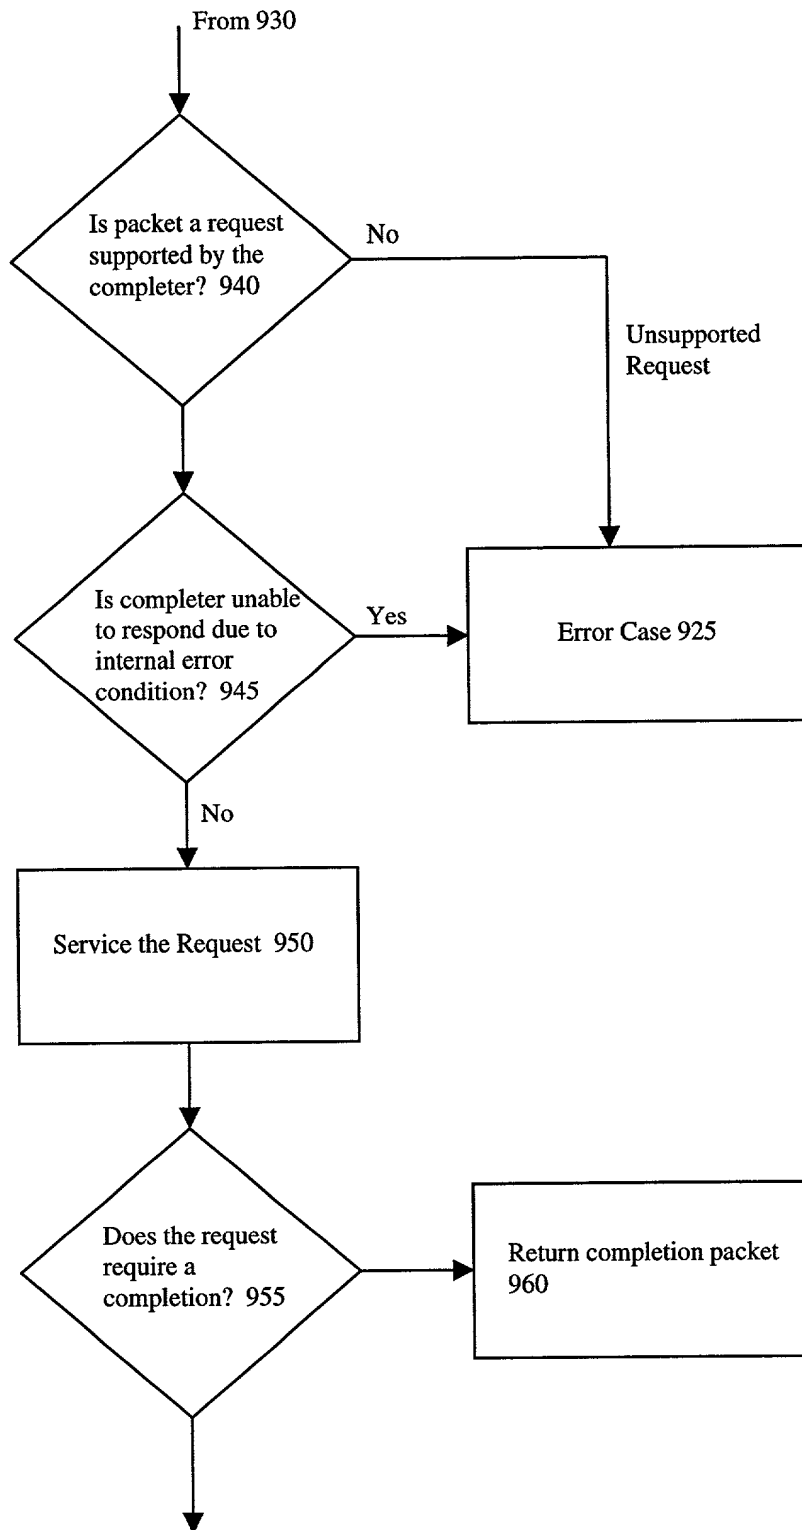 From 930
Is packet a request
supported by the
completer? 940
No
Unsupported
Request
Is completer unable
to respond due to
internal error
condition? 945
Yes
Error Case 925
No
Service the Request 950
Does the request
require a
completion? 955
Return completion packet
960